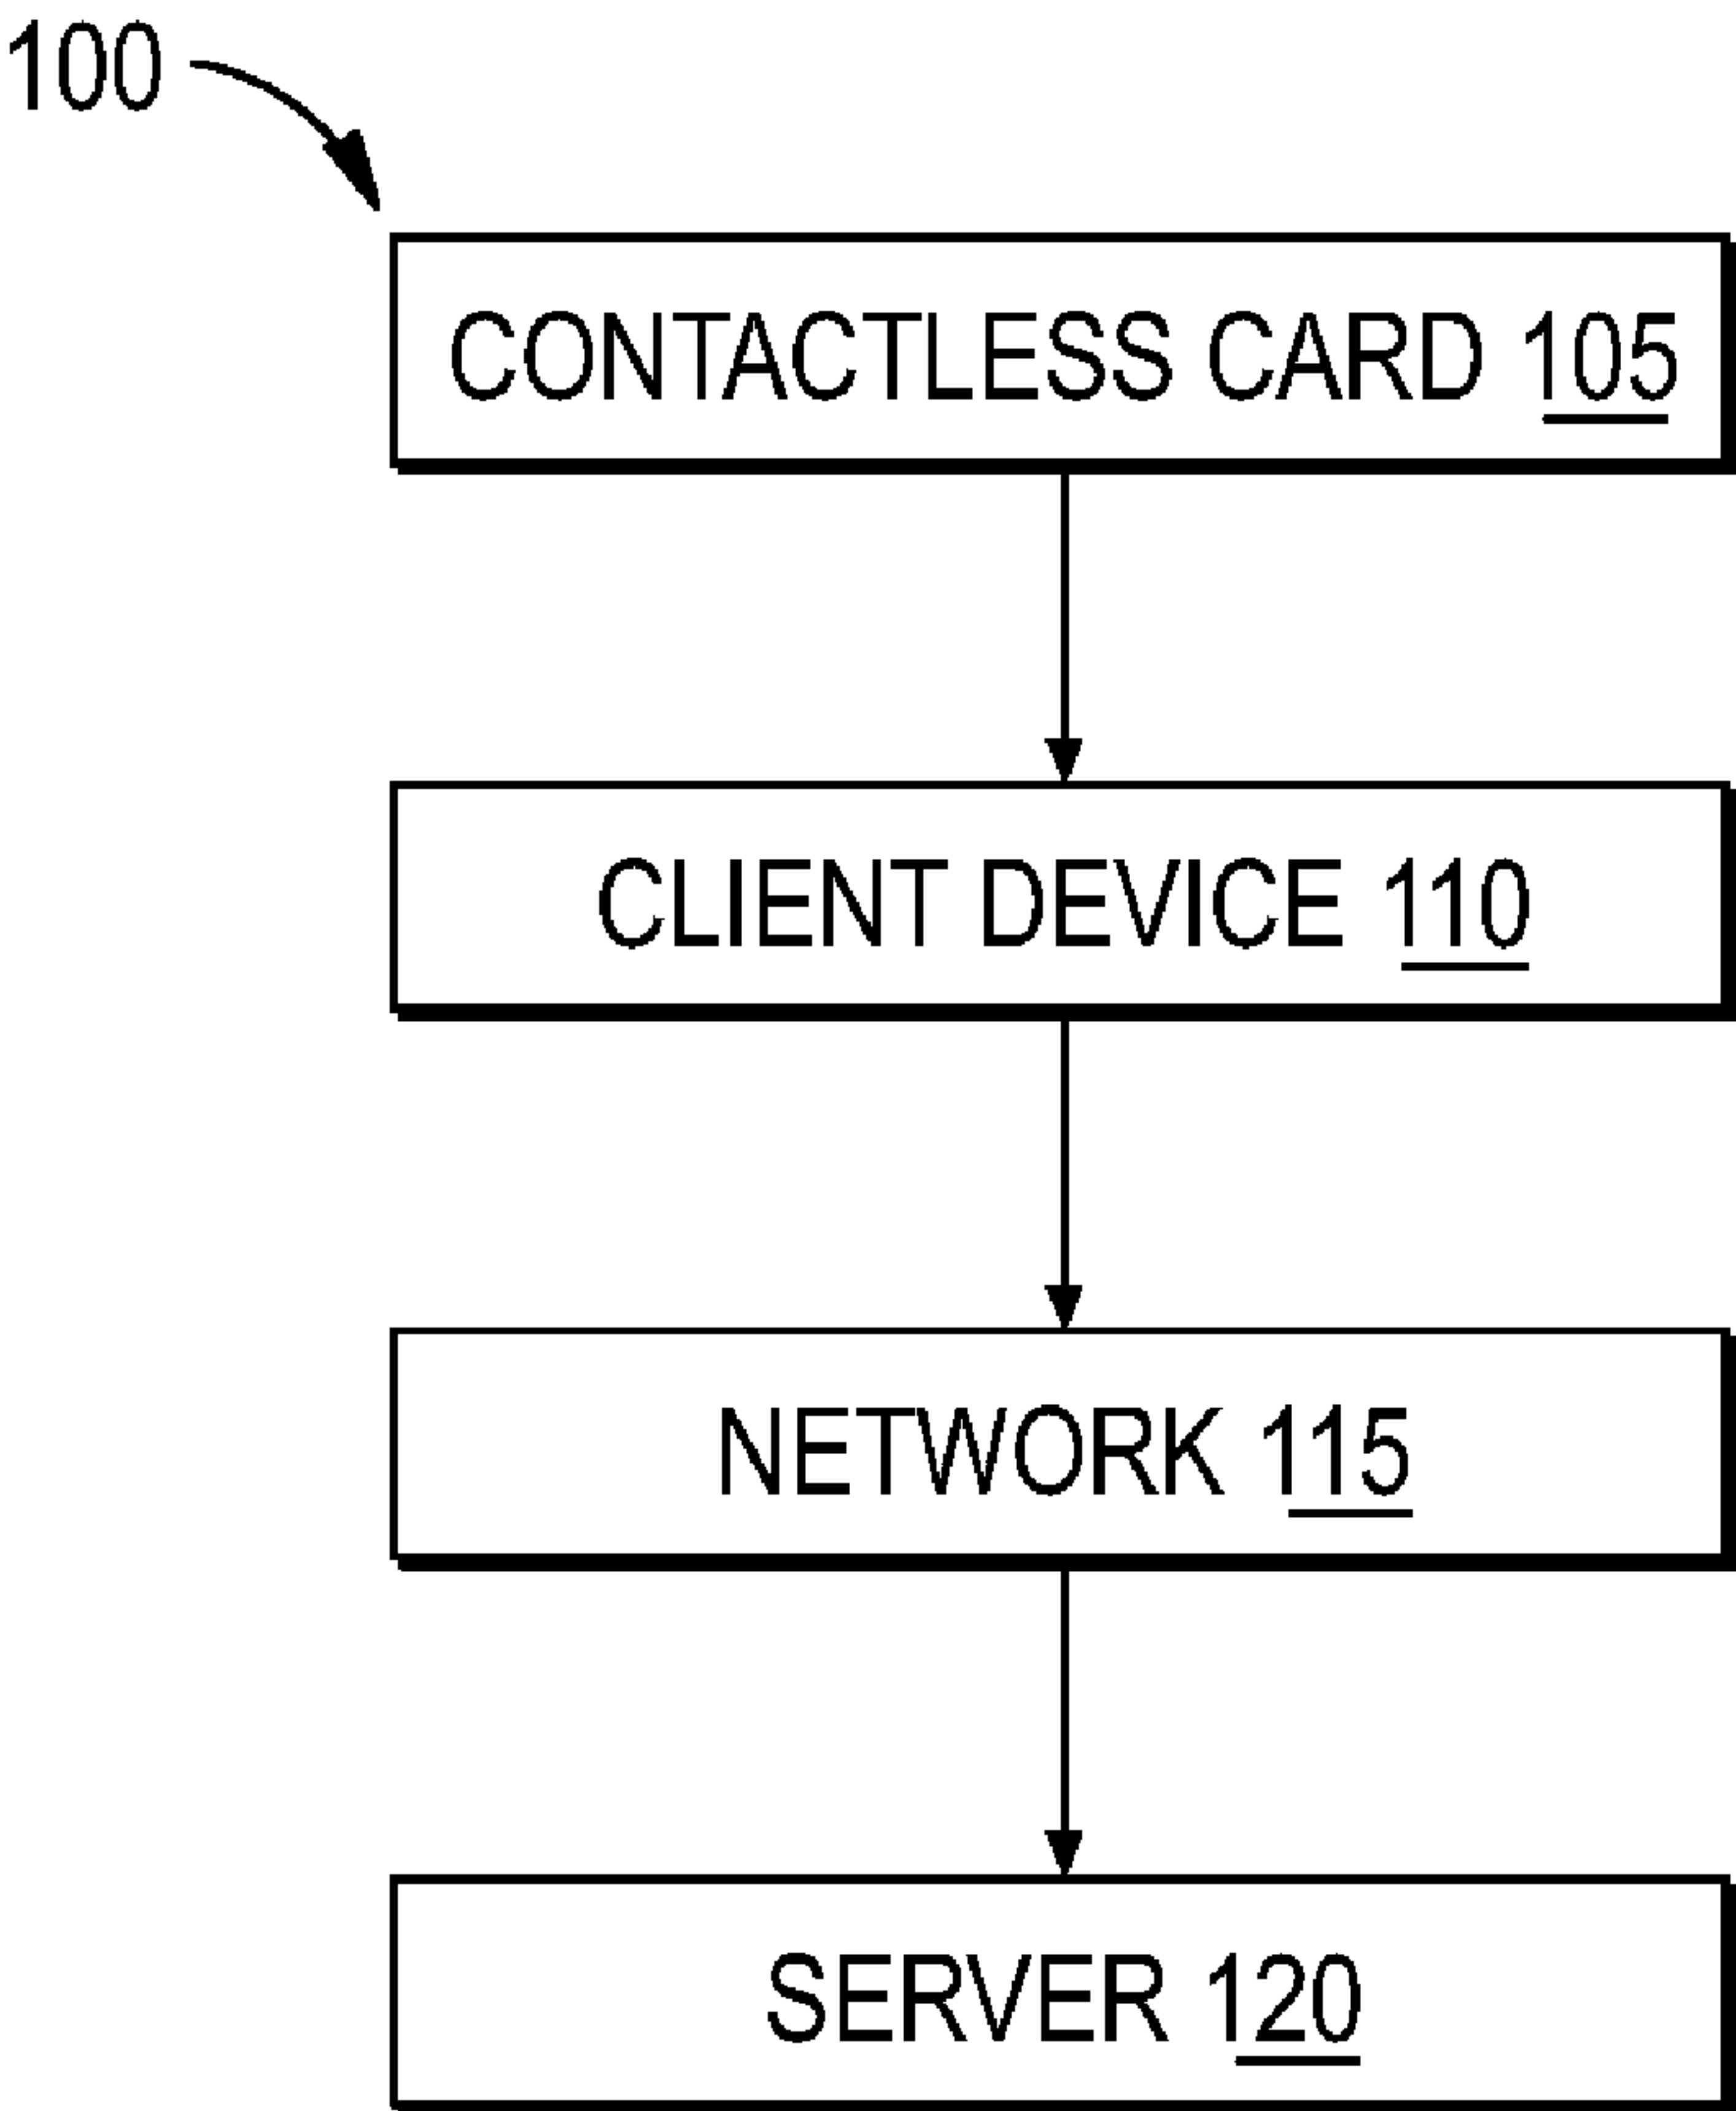 100
CONTACTLESS CARD 105
CLIENT DEVICE 110
NETWORK 115
SERVER 120